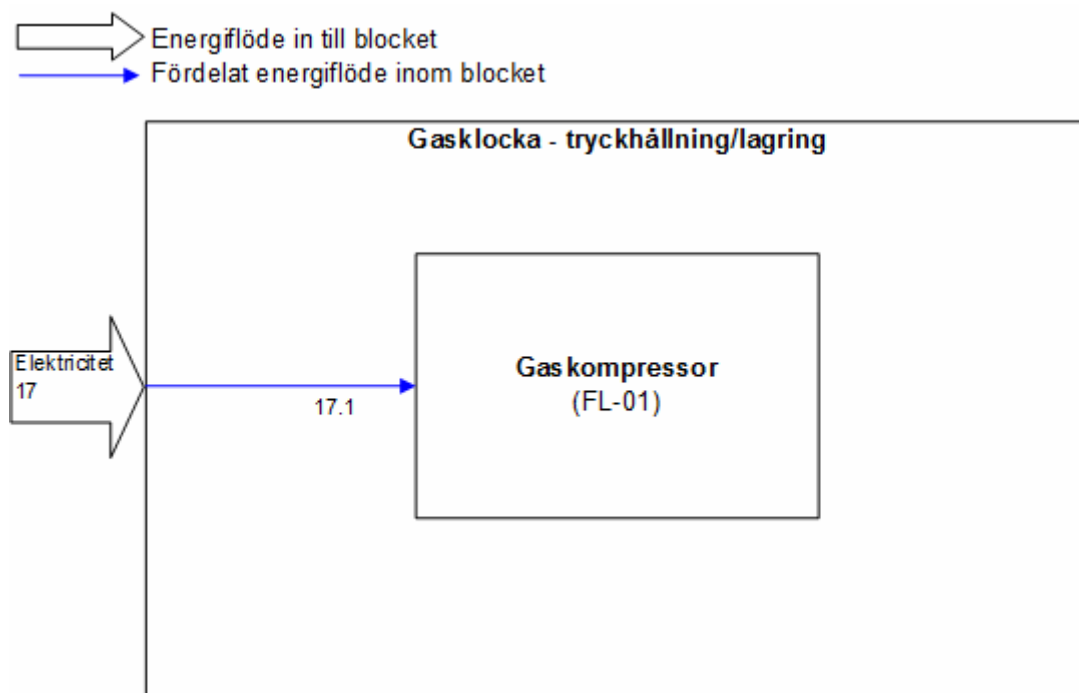 Energiflöde in till blocket
Fördelat energiflöde inom blocket
Gasklocka - tryckhållning/lagring
Elektricitet
17
17.1
Gaskompressor
(FL-01)